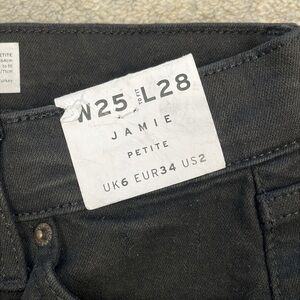 W25 L28
JAMIE
PETITE
UK6 EUR34 US2